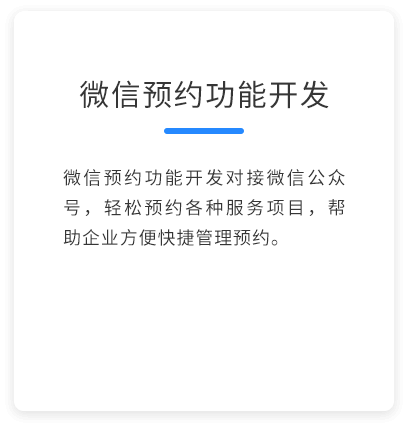 微信预约功能开发
微信预约功能开发对接微信公众
号，轻松预约各种服务项目，帮
助企业方便快捷管理预约。